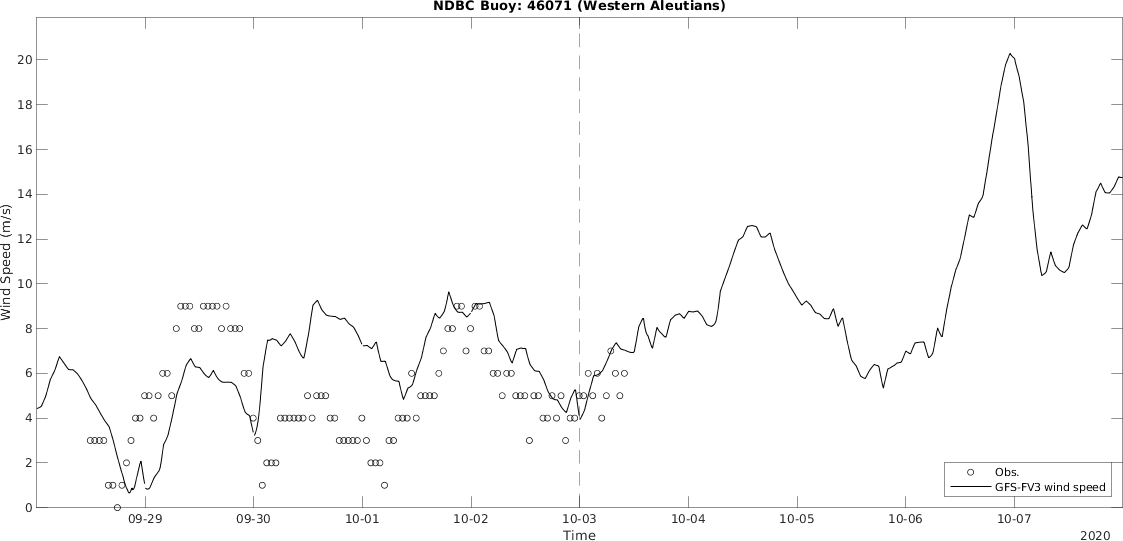 NDBC Buoy: 46071 (Western Aleutians)
20
18
16
14
12
10
8
6
4
2
0
Wind Speed (m/s)
09-29 09-30 10-01 10-02 10-03 10-04 10-05 10-06 10-07
Time
2020
Obs.
GFS-FV3 wind speed